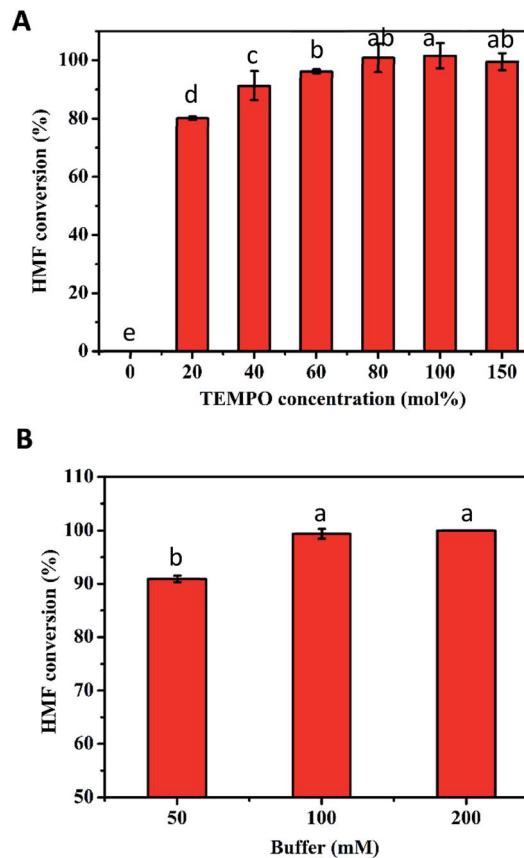 A
100
80
60
40
20
0
HMF conversion (%)
e
d
c
b
ab
a
ab
0 20 40 60 80 100 150
TEMPO concentration (mol%)
B
110
100
90
80
70
60
50
HMF conversion (%)
b
a
a
50 100 200
Buffer (mM)